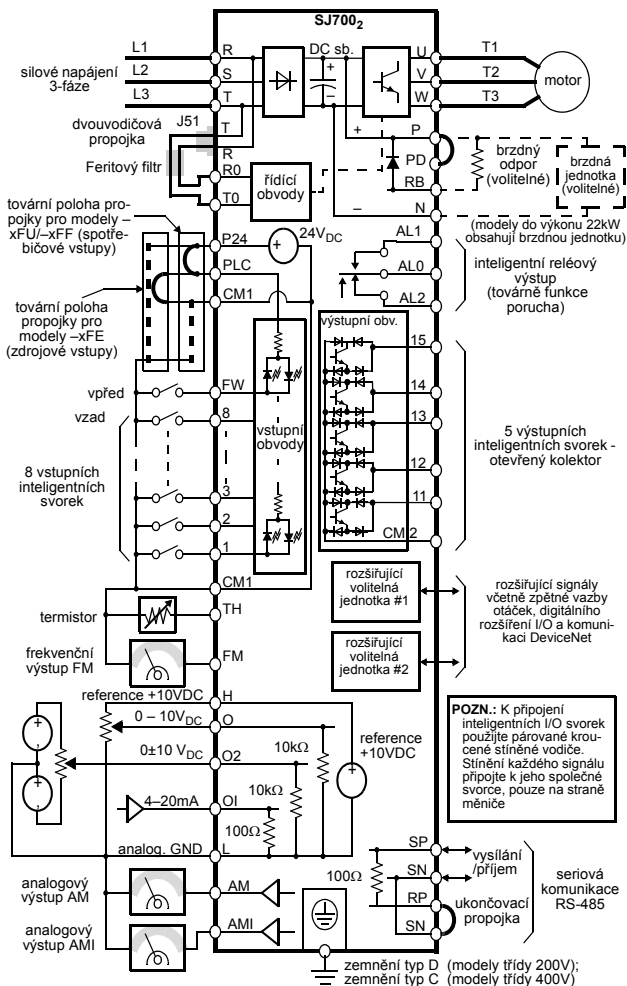 SJ700₂
L1
L2
L3
silové napájení
3-fáze
R
S
T
DC sb.
+
–
U
V
W
T1
T2
T3
motor
J51
dvouvodičová
propojka
T
R
Feritový filtr
R0
T0
řídící
obvody
+
–
P
PD
RB
N
brzdný
odpor
(volitelné)
brzdná
jednotka
(volitelné)
(modely do výkonu 22kW
obsahují brzdnou jednotku)
tovární poloha pro-
pojky pro modely –
xFU/–xFF (spotře-
bičové vstupy)
tovární poloha
propojky pro
modely –xFE
(zdrojové vstupy)
P24
PLC
CM1
+
24VDC
AL1
AL0
AL2
inteligentní reléový
výstup
(továrně funkce
porucha)
vpřed
vzad
8 vstupních
inteligentních
svorek
FW
8
3
2
1
vstupní
obvody
výstupní obv.
15
14
13
12
11
CM 2
5 výstupních
inteligentních svorek -
otevřený kolektor
CM1
TH
FM
termistor
frekvenční
výstup FM
rozšiřující
volitelná
jednotka #1
rozšiřující
volitelná
jednotka #2
rozšiřující signály
včetně zpětné vazby
otáček, digitálního
rozšíření I/O a komuni-
kaci DeviceNet
reference +10VDC
0 – 10VDC
0±10 VDC
4–20mA
analog. GND
H
O
O2
OI
L
+
+
10kΩ
10kΩ
100Ω
reference
+10VDC
+
POZN.: K připojení
inteligentních I/O svorek
použijte párované krou-
cené stíněné vodiče.
Stínění každého signálu
připojte k jeho společné
svorce, pouze na straně
měniče
analogový
výstup AM
analogový
výstup AMI
AM
AMI
100Ω
SP
SN
RP
SN
vysílání
/příjem
ukončovací
propojka
seriová
komunikace
RS-485
zemnění typ D (modely třídy 200V);
zemnění typ C (modely třídy 400V)